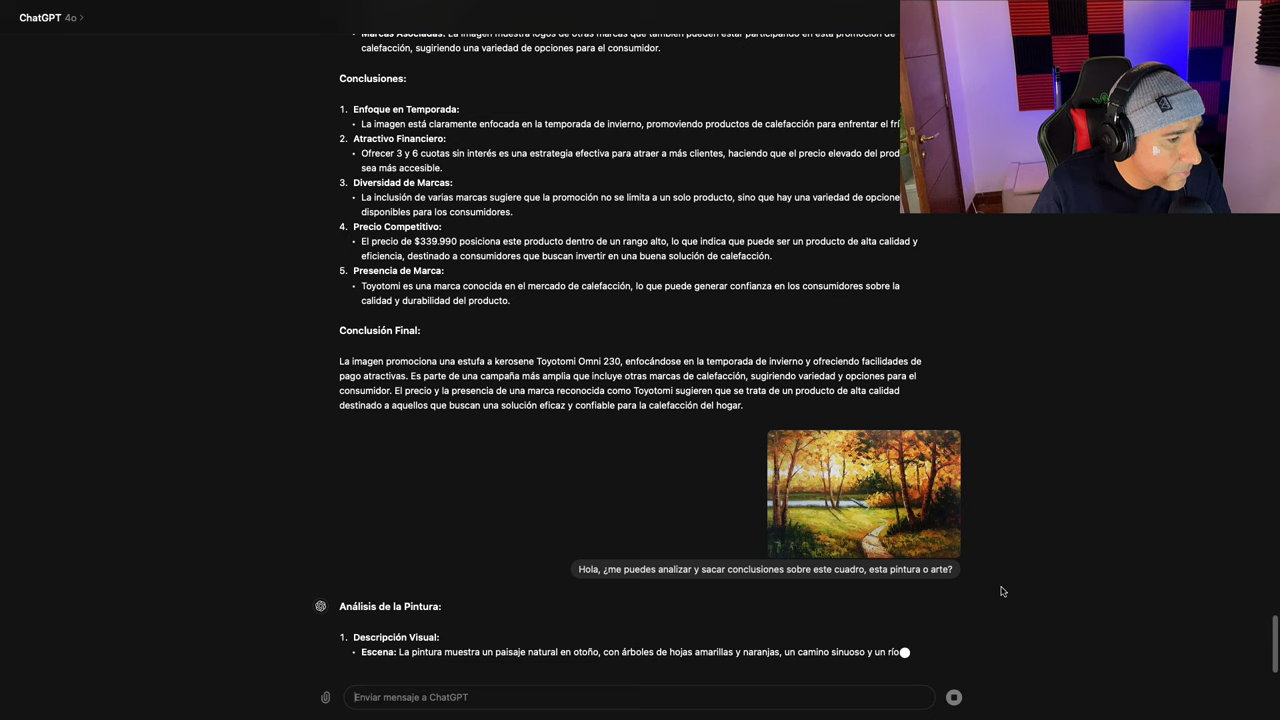 ChatGPT 4o >
• Marcas Asociadas: La imagen muestra logos de otras marcas que también pueden estar participando en esta promoción de
calefacción, sugiriendo una variedad de opciones para el consumidor.
Conclusiones:
1. Enfoque en Temporada:
• La imagen está claramente enfocada en la temporada de invierno, promoviendo productos de calefacción para enfrentar el
2. Atractivo Financiero:
• Ofrecer 3 y 6 cuotas sin interés es una estrategia efectiva para atraer a más clientes, haciendo que el precio elevado del
sea más accesible.
3. Diversidad de Marcas:
• La inclusión de varias marcas sugiere que la promoción no se limita a un solo producto, sino que hay una variedad de
disponibles para los consumidores.
4. Precio Competitivo:
• El precio de $339.990 posiciona este producto dentro de un rango alto, lo que indica que puede ser un producto de alta calidad y
eficiencia, destinado a consumidores que buscan invertir en una buena solución de calefacción.
5. Presencia de Marca:
• Toyotomi es una marca conocida en el mercado de calefacción, lo que puede generar confianza en los consumidores sobre la
calidad y durabilidad del producto.
Conclusión Final:
La imagen promociona una estufa a kerosene Toyotomi Omni 230, enfocándose en la temporada de invierno y ofreciendo facilidades de
pago atractivas. Es parte de una campaña más amplia que incluye otras marcas de calefacción, sugiriendo variedad y opciones para el
consumidor. El precio y la presencia de una marca reconocida como Toyotomi sugieren que se trata de un producto de alta calidad
destinado a aquellos que buscan una solución eficaz y confiable para la calefacción del hogar.
Hola, ¿me puedes analizar y sacar conclusiones sobre este cuadro, esta pintura o arte?
Análisis de la Pintura:
1. Descripción Visual:
• Escena: La pintura muestra un paisaje natural en otoño, con árboles de hojas amarillas y naranjas, un camino sinuoso y un río
Enviar mensaje a ChatGPT